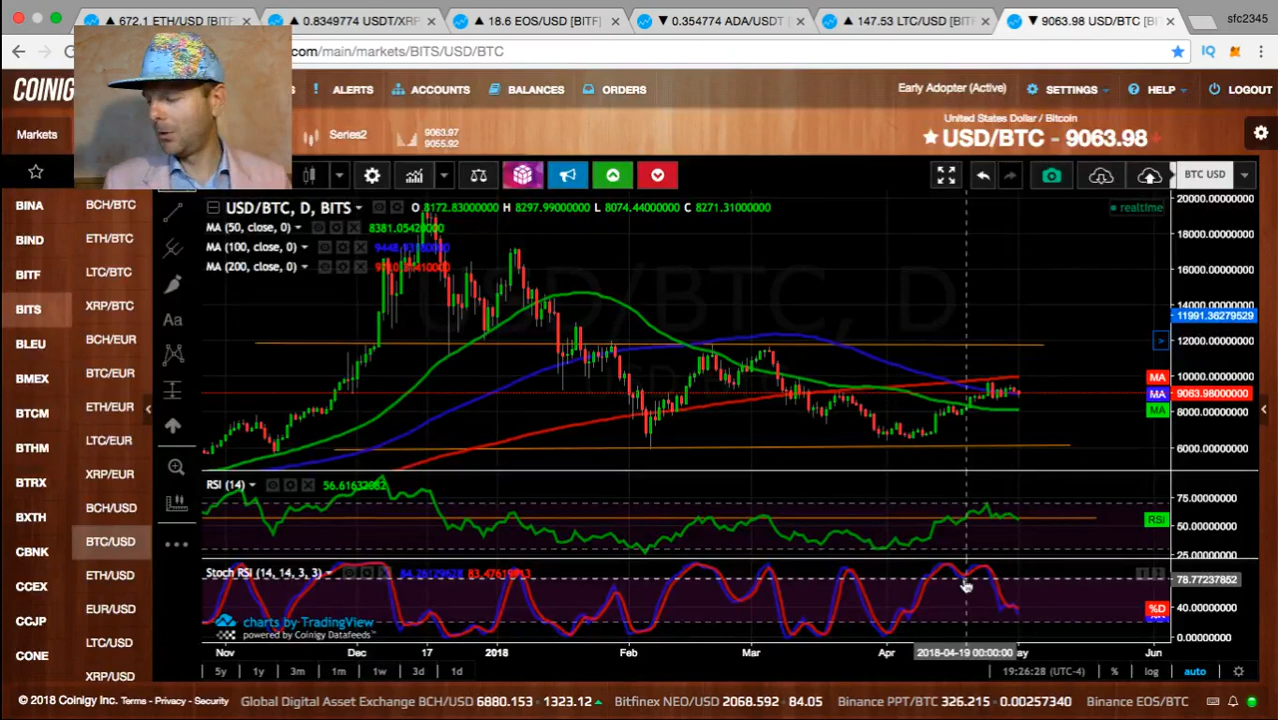 ▲ 672.1 ETH/USD [BITF]
▲ 0.8349774 USDT/XRP
▲ 18.6 EOS/USD [BITF]
▼ 0.354774 ADA/USDT [
▲ 147.53 LTC/USD [BITF
▼ 9063.98 USD/BTC [
sfc2345
com/main/markets/BITS/USD/BTC
IQ
COINIG
ALERTS
ACCOUNTS
BALANCES
ORDERS
Early Adopter (Active)
SETTINGS
HELP
LOGOUT
Markets
Series2
9063.97
9055.92
United States Dollar / Bitcoin
USD/BTC - 9063.98
BTC USD
BINA
BIND
BITF
BITS
BLEU
BMEX
BTCM
BTHM
BTRX
BXTH
CBNK
CCEX
CCJP
CONE
BCH/BTC
ETH/BTC
LTC/BTC
XRP/BTC
BCH/EUR
BTC/EUR
ETH/EUR
LTC/EUR
XRP/EUR
BCH/USD
BTC/USD
ETH/USD
EUR/USD
LTC/USD
XRP/USD
Aa
USD/BTC, D, BITS
O 8172.83000000 H 8297.99000000 L 8074.44000000 C 8271.31000000
realtime
MA (50, close, 0)
MA (100, close, 0)
MA (200, close, 0)
USD/BTC, D
20000.00000000
18000.00000000
16000.00000000
14000.00000000
11991.36279529
12000.00000000
10000.00000000
MA
MA 9063.98000000
MA
8000.00000000
6000.00000000
RSI (14)
75.00000000
RSI
50.00000000
25.00000000
Stoch RSI (14, 14, 3, 3)
78.77237852
%D
40.00000000
0.00000000
charts by TradingView
powered by Coinigy Datafeeds
Nov
Dec
17
2018
Feb
Mar
Apr
2018-04-19 00:00:00
ay
Jun
5y
1y
3m
1m
1w
3d
1d
19:26:28 (UTC-4)
%
log
auto
© 2018 Coinigy Inc. Terms - Privacy - Security
Global Digital Asset Exchange BCH/USD 6880.153 • 1323.12
Bitfinex NEO/USD 2068.592 • 84.05
Binance PPT/BTC 326.215 • 0.00257340
Binance EOS/BTC